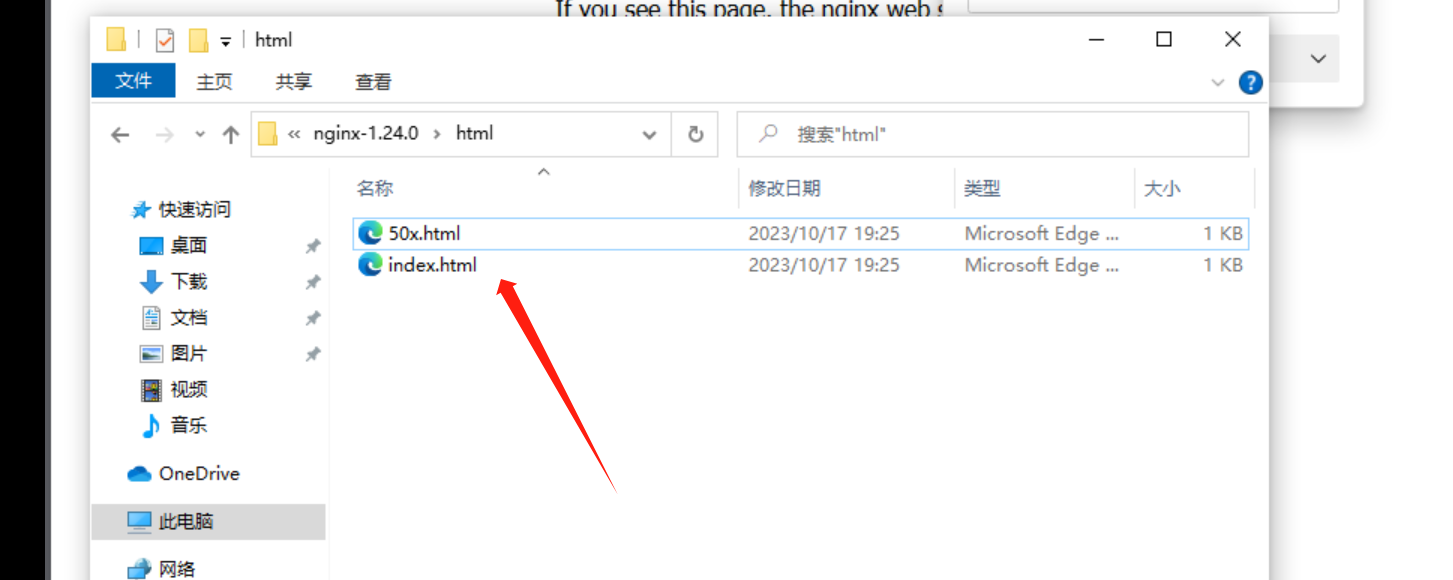 If you see this page, the nginx web s
html
文件 主页 共享 查看
« nginx-1.24.0 › html
搜索"html"
名称 修改日期 类型 大小
快速访问
桌面
下载
文档
图片
视频
音乐
OneDrive
此电脑
网络
50x.html 2023/10/17 19:25 Microsoft Edge ... 1 KB
index.html 2023/10/17 19:25 Microsoft Edge ... 1 KB